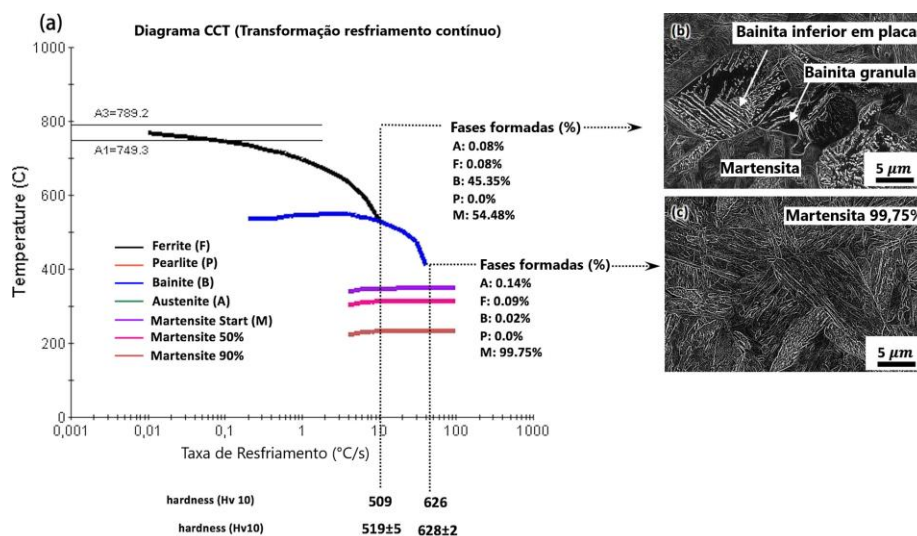 (a)
Diagrama CCT (Transformação resfriamento contínuo)
1000
800
600
400
200
0
Temperature (C)
A3=789.2
A1=749.3
Ferrite (F)
Pearlite (P)
Bainite (B)
Austenite (A)
Martensite Start (M)
Martensite 50%
Martensite 90%
Fases formadas (%)
A: 0.08%
F: 0.08%
B: 45.35%
P: 0.0%
M: 54.48%
Fases formadas (%)
A: 0.14%
F: 0.09%
B: 0.02%
P: 0.0%
M: 99.75%
0,001 0,01 0,1 1 10 100 1000
Taxa de Resfriamento (°C/s)
hardness (Hv 10) 509 626
hardness (Hv10) 519±5 628±2
(b)
Bainita inferior em placa
Bainita granula
Martensita
5 μm
(c)
Martensita 99,75%
5 μm